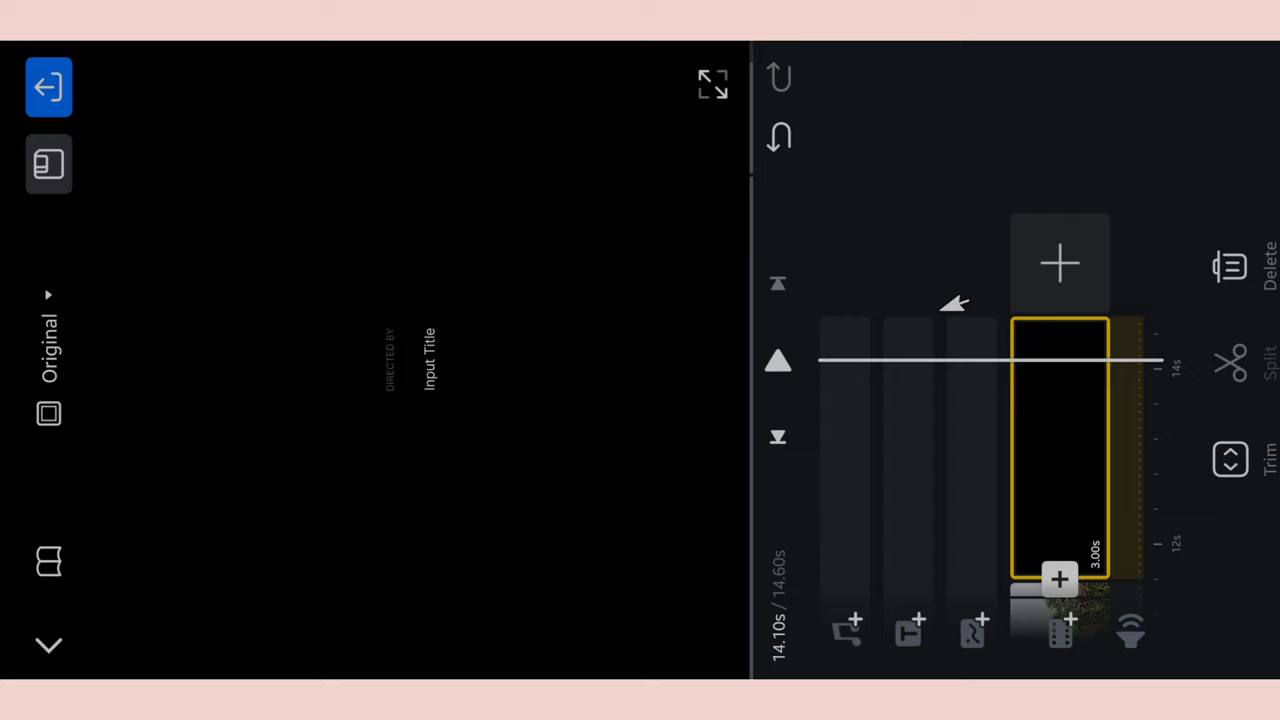 Original
DIRECTED BY
Input Title
14.10s / 14.60s
3.00s
12s
14s
Trim
Split
Delete